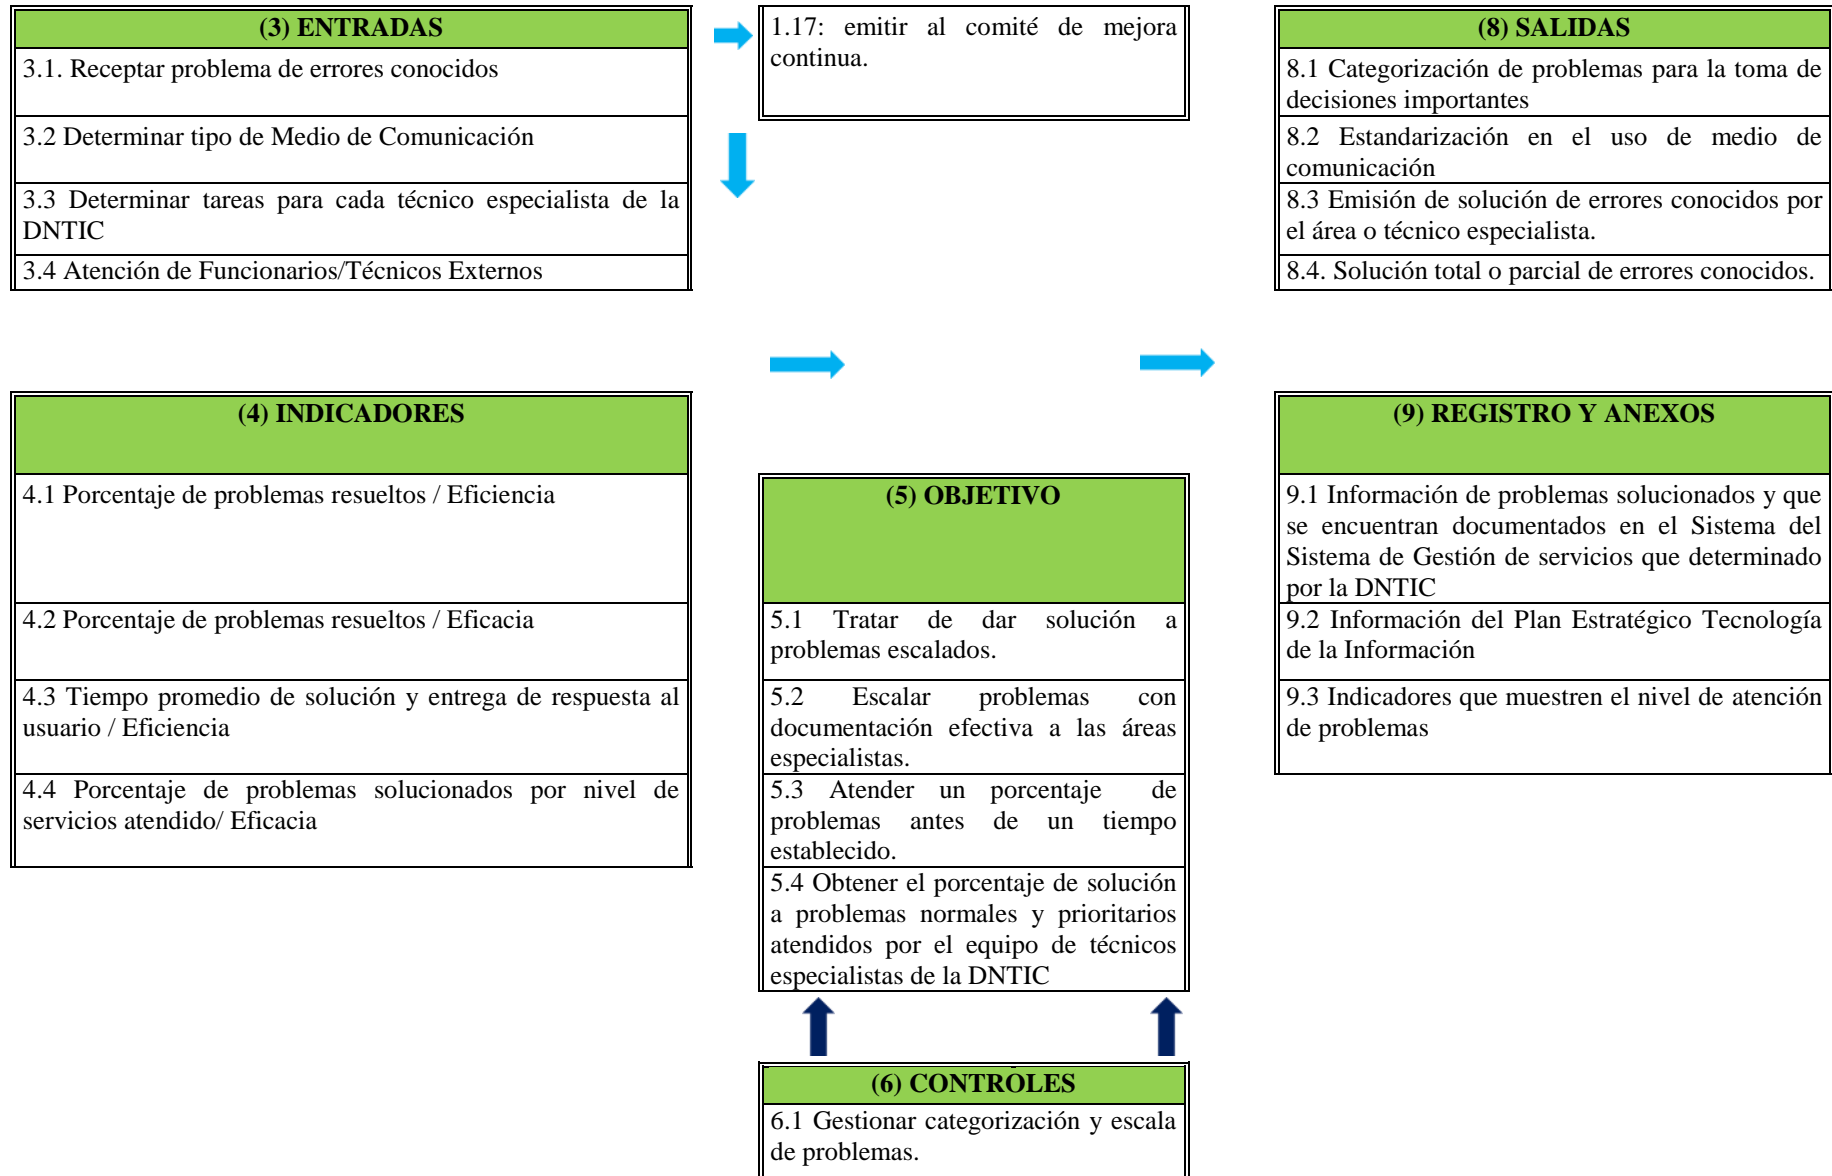 (3) ENTRADAS
3.1. Receptar problema de errores conocidos
3.2 Determinar tipo de Medio de Comunicación
3.3 Determinar tareas para cada técnico especialista de la
DNTIC
3.4 Atención de Funcionarios/Técnicos Externos
1.17: emitir al comité de mejora
continua.
(8) SALIDAS
8.1 Categorización de problemas para la toma de
decisiones importantes
8.2 Estandarización en el uso de medio de
comunicación
8.3 Emisión de solución de errores conocidos por
el área o técnico especialista.
8.4. Solución total o parcial de errores conocidos.
(4) INDICADORES
4.1 Porcentaje de problemas resueltos / Eficiencia
4.2 Porcentaje de problemas resueltos / Eficacia
4.3 Tiempo promedio de solución y entrega de respuesta al
usuario / Eficiencia
4.4 Porcentaje de problemas solucionados por nivel de
servicios atendido/ Eficacia
(5) OBJETIVO
5.1 Tratar de dar solución a
problemas escalados.
5.2 Escalar problemas con
documentación efectiva a las áreas
especialistas.
5.3 Atender un porcentaje de
problemas antes de un tiempo
establecido.
5.4 Obtener el porcentaje de solución
a problemas normales y prioritarios
atendidos por el equipo de técnicos
especialistas de la DNTIC
(6) CONTROLES
6.1 Gestionar categorización y escala
de problemas.
(9) REGISTRO Y ANEXOS
9.1 Información de problemas solucionados y que
se encuentran documentados en el Sistema del
Sistema de Gestión de servicios que determinado
por la DNTIC
9.2 Información del Plan Estratégico Tecnología
de la Información
9.3 Indicadores que muestren el nivel de atención
de problemas